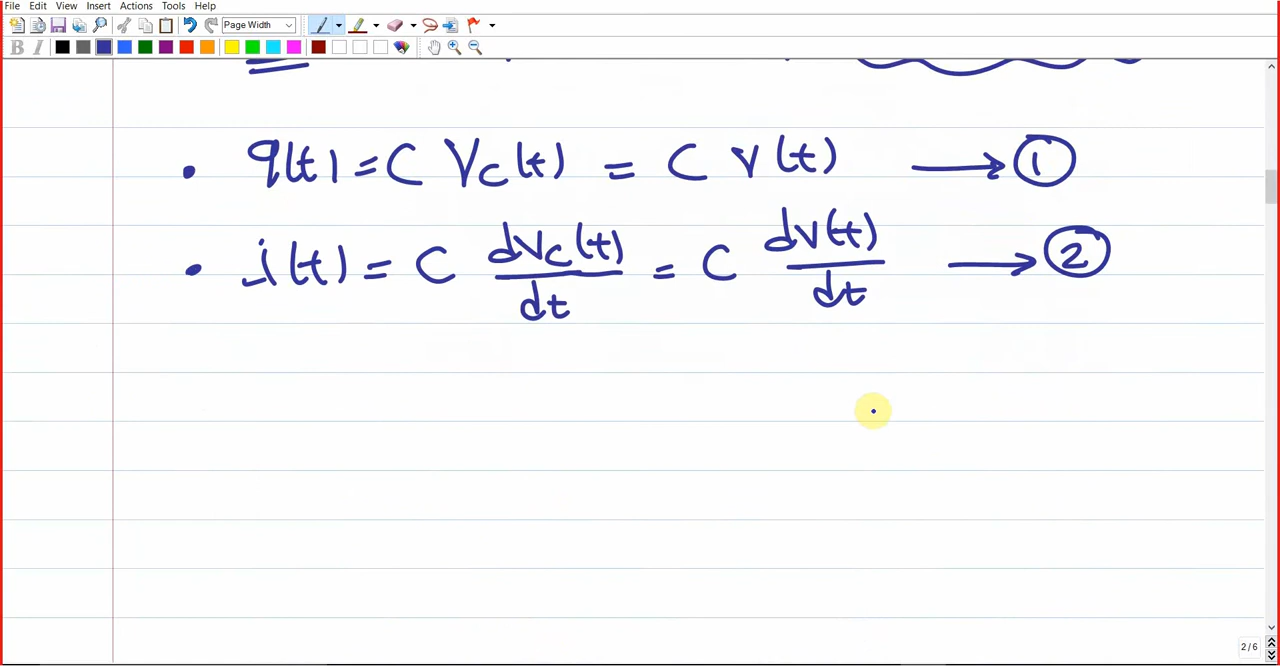 File Edit View Insert Actions Tools Help
Page Width
B I
• q(t) = C Vc(t) = C v(t) → ①
• i(t) = C dVc(t)/dt = C dv(t)/dt → ②
2/6